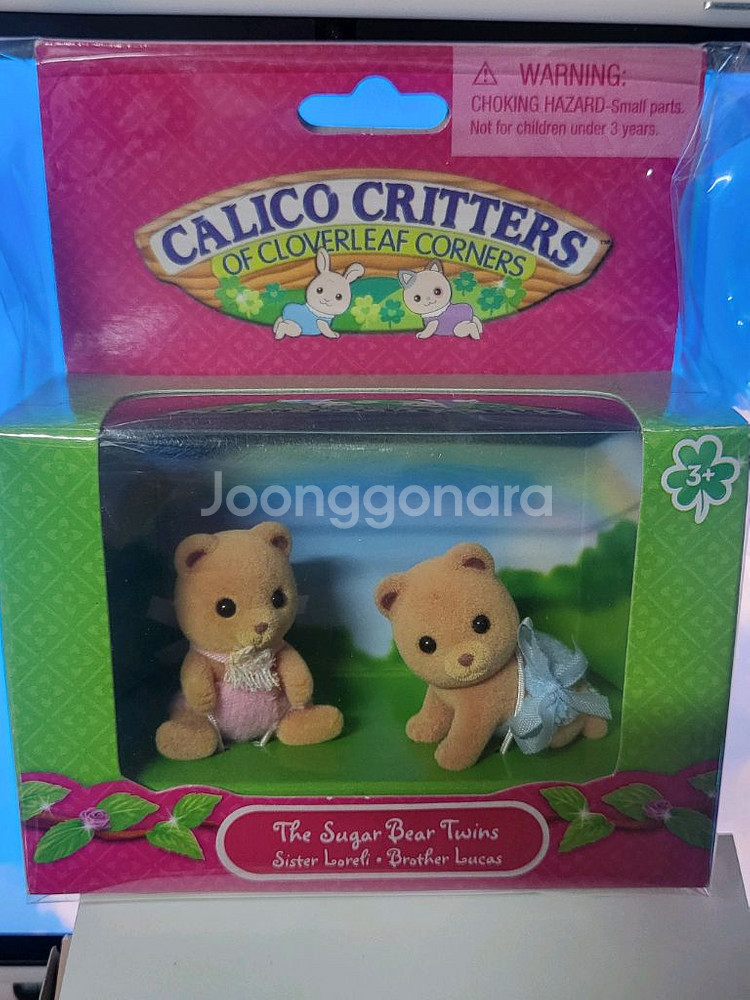 WARNING:
CHOKING HAZARD-Small parts.
Not for children under 3 years.
CALICO CRITTERS
OF CLOVERLEAF CORNERS
TM
3+
Joonggonara
The Sugar Bear Twins
Sister Loreli • Brother Lucas